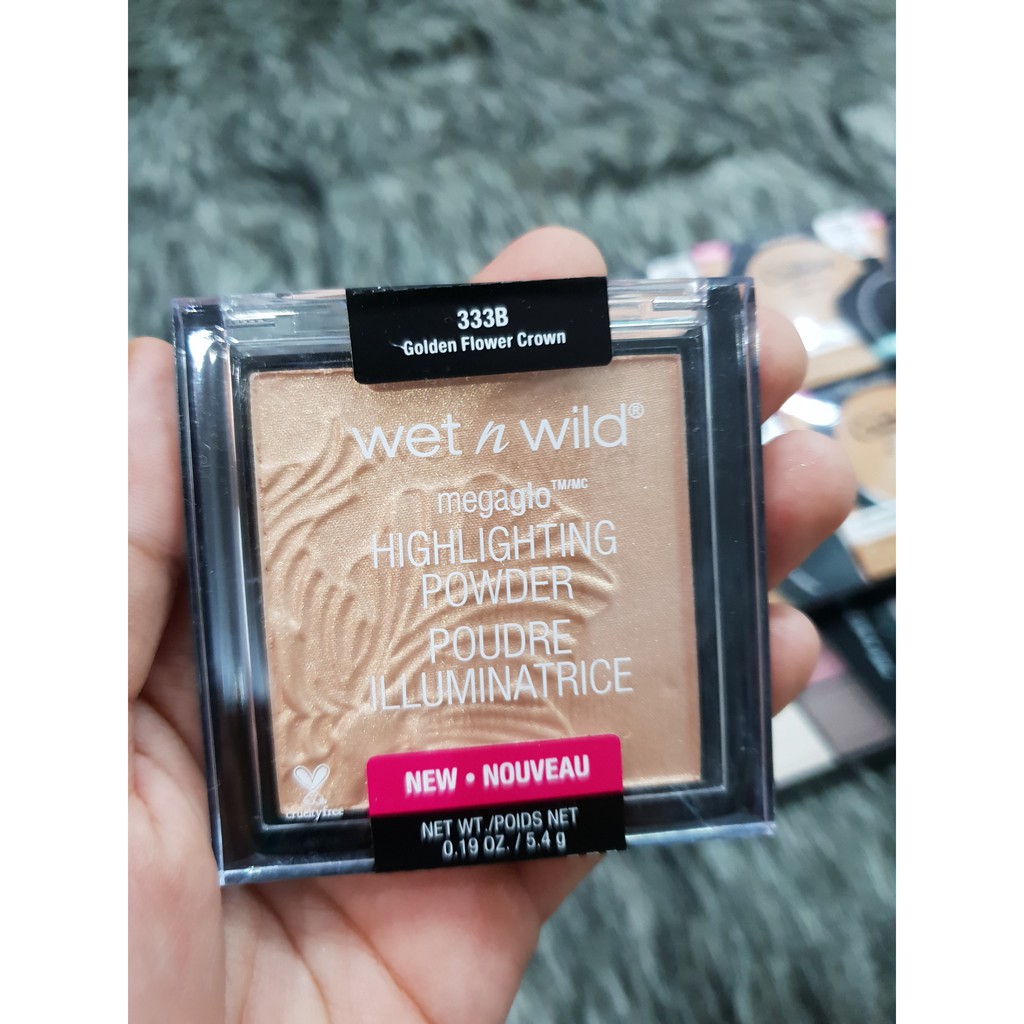 333B
Golden Flower Crown
wet n wild®
megaglo™/MC
HIGHLIGHTING
POWDER
POUDRE
ILLUMINATRICE
crueltyfree
NEW • NOUVEAU
NET WT./POIDS NET
0.19 OZ. / 5.4 g